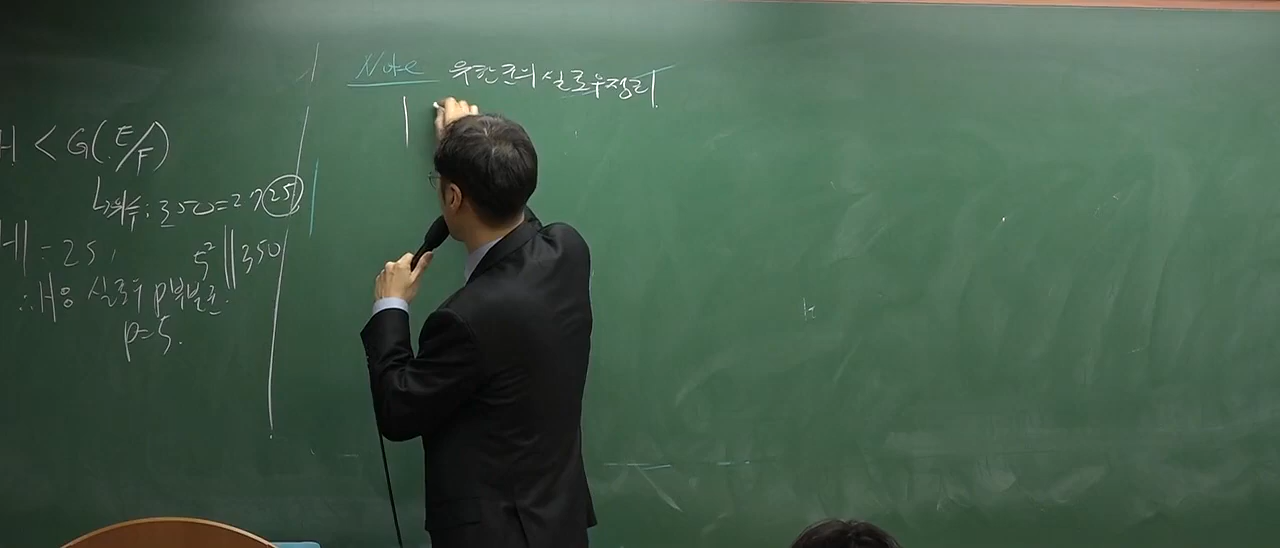 H < G(E/F)
위수: 350=2·7·25
|H| = 25, 5² || 350
∴ H은 실로우 p부분군.
p=5.
Note 유한군의 실로우정리